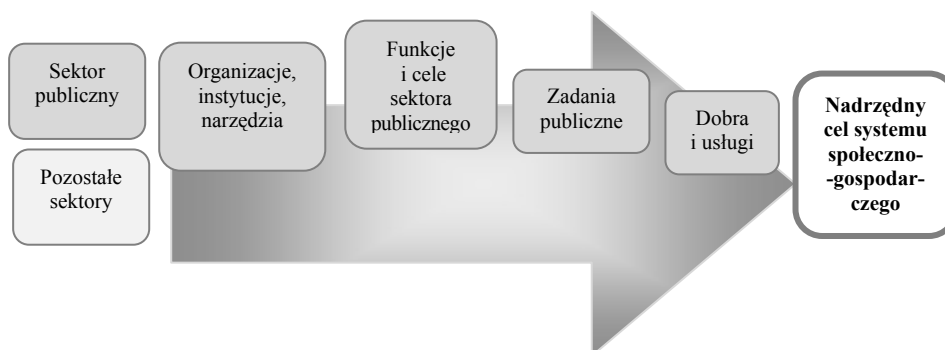 Sektor
publiczny
Pozostałe
sektory
Organizacje,
instytucje,
narzędzia
Funkcje
i cele
sektora
publicznego
Zadania
publiczne
Dobra
i usługi
Nadrzędny
cel systemu
społeczno-
-gospodar-
czego